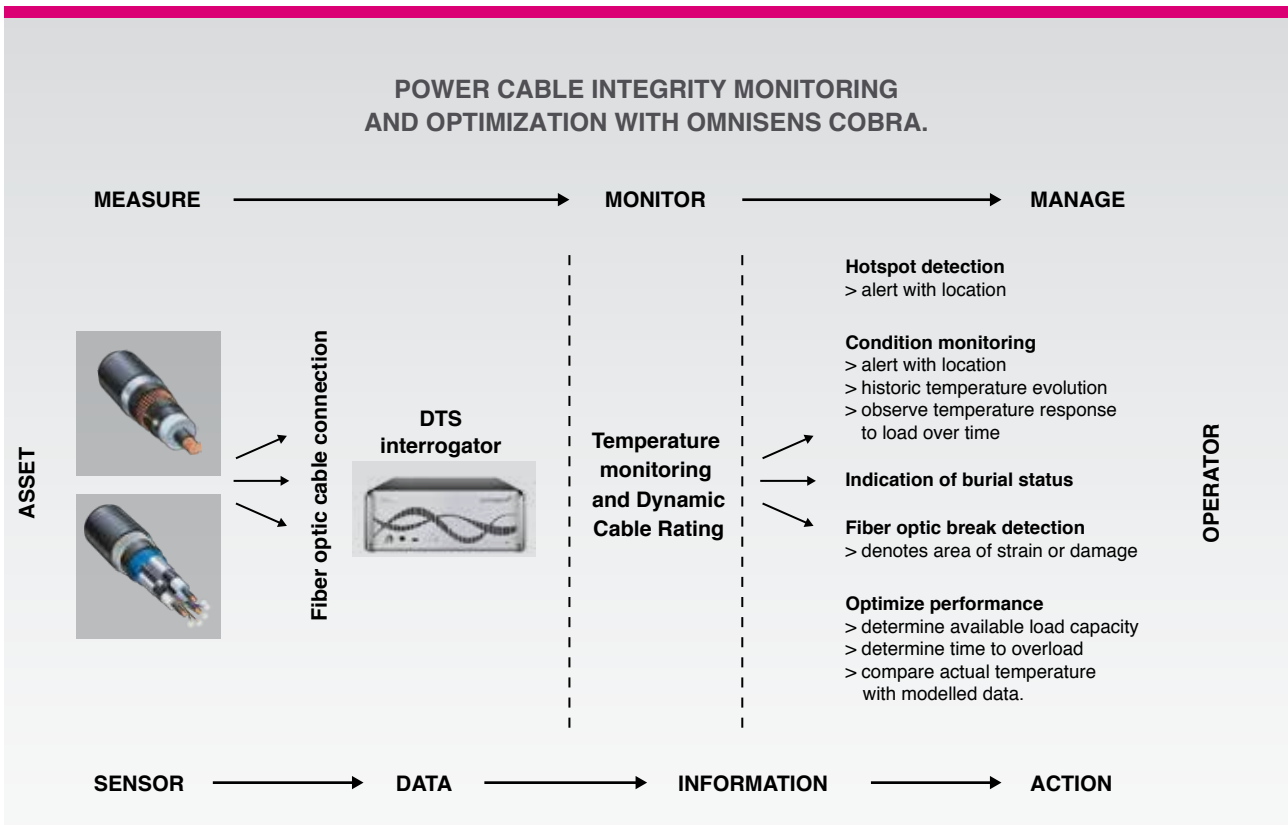 POWER CABLE INTEGRITY MONITORING
AND OPTIMIZATION WITH OMNISENS COBRA.
MEASURE
MONITOR
MANAGE
ASSET
Fiber optic cable connection
DTS
interrogator
Temperature
monitoring
and Dynamic
Cable Rating
Hotspot detection
> alert with location
Condition monitoring
> alert with location
> historic temperature evolution
> observe temperature response
to load over time
Indication of burial status
Fiber optic break detection
> denotes area of strain or damage
Optimize performance
> determine available load capacity
> determine time to overload
> compare actual temperature
with modelled data.
OPERATOR
SENSOR
DATA
INFORMATION
ACTION